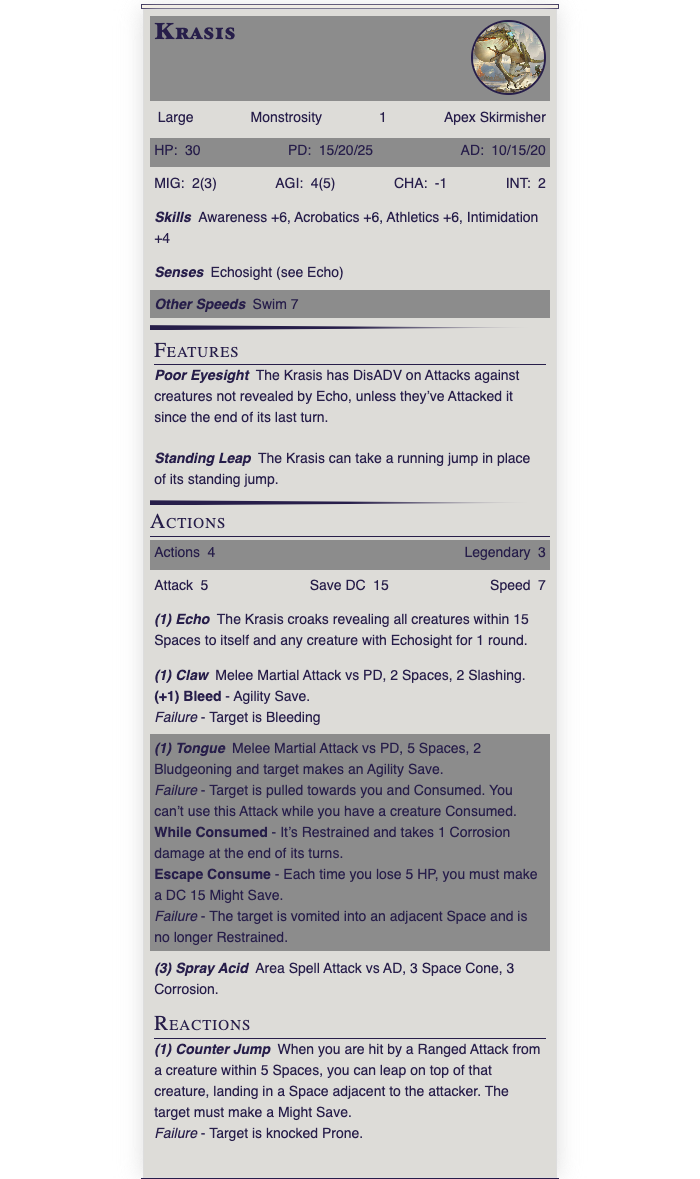 Krasis
Large Monstrosity 1 Apex Skirmisher
HP: 30 PD: 15/20/25 AD: 10/15/20
MIG: 2(3) AGI: 4(5) CHA: -1 INT: 2
Skills Awareness +6, Acrobatics +6, Athletics +6, Intimidation
+4
Senses Echosight (see Echo)
Other Speeds Swim 7
Features
Poor Eyesight The Krasis has DisADV on Attacks against
creatures not revealed by Echo, unless they've Attacked it
since the end of its last turn.
Standing Leap The Krasis can take a running jump in place
of its standing jump.
Actions
Actions 4 Legendary 3
Attack 5 Save DC 15 Speed 7
(1) Echo The Krasis croaks revealing all creatures within 15
Spaces to itself and any creature with Echosight for 1 round.
(1) Claw Melee Martial Attack vs PD, 2 Spaces, 2 Slashing.
(+1) Bleed - Agility Save.
Failure - Target is Bleeding
(1) Tongue Melee Martial Attack vs PD, 5 Spaces, 2
Bludgeoning and target makes an Agility Save.
Failure - Target is pulled towards you and Consumed. You
can't use this Attack while you have a creature Consumed.
While Consumed - It's Restrained and takes 1 Corrosion
damage at the end of its turns.
Escape Consume - Each time you lose 5 HP, you must make
a DC 15 Might Save.
Failure - The target is vomited into an adjacent Space and is
no longer Restrained.
(3) Spray Acid Area Spell Attack vs AD, 3 Space Cone, 3
Corrosion.
Reactions
(1) Counter Jump When you are hit by a Ranged Attack from
a creature within 5 Spaces, you can leap on top of that
creature, landing in a Space adjacent to the attacker. The
target must make a Might Save.
Failure - Target is knocked Prone.